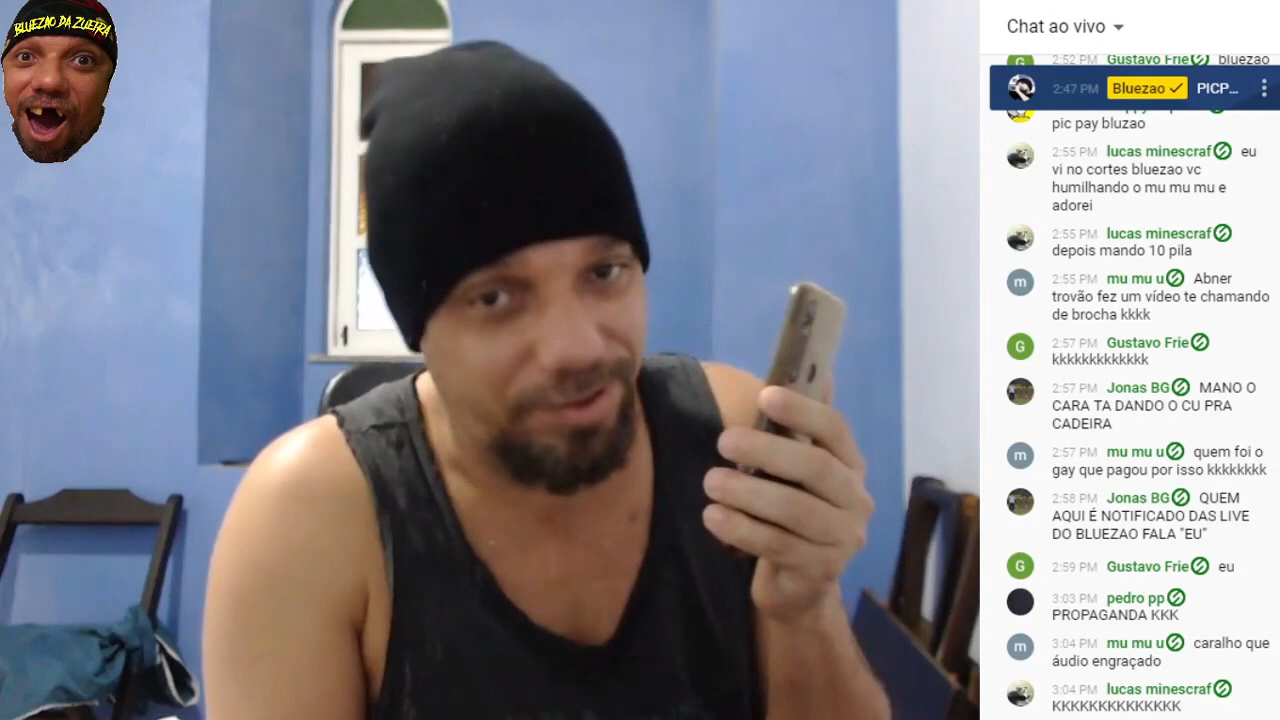 BLUEZAO DA ZUEIRA
Chat ao vivo
2:52 PM Gustavo Frie bluezao
2:47 PM Bluezao PICP...
pic pay bluzao
2:55 PM lucas minescraf eu
vi no cortes bluezao vc
humilhando o mu mu mu e
adorei
2:55 PM lucas minescraf
depois mando 10 pila
m 2:55 PM mu mu u Abner
trovão fez um vídeo te chamando
de brocha kkkk
G 2:57 PM Gustavo Frie
kkkkkkkkkkkkk
2:57 PM Jonas BG MANO O
CARA TA DANDO O CU PRA
CADEIRA
m 2:57 PM mu mu u quem foi o
gay que pagou por isso kkkkkkkk
2:58 PM Jonas BG QUEM
AQUI É NOTIFICADO DAS LIVE
DO BLUEZAO FALA "EU"
G 2:59 PM Gustavo Frie eu
3:03 PM pedro pp
PROPAGANDA KKK
m 3:04 PM mu mu u caralho que
áudio engraçado
3:04 PM lucas minescraf
KKKKKKKKKKKKKK